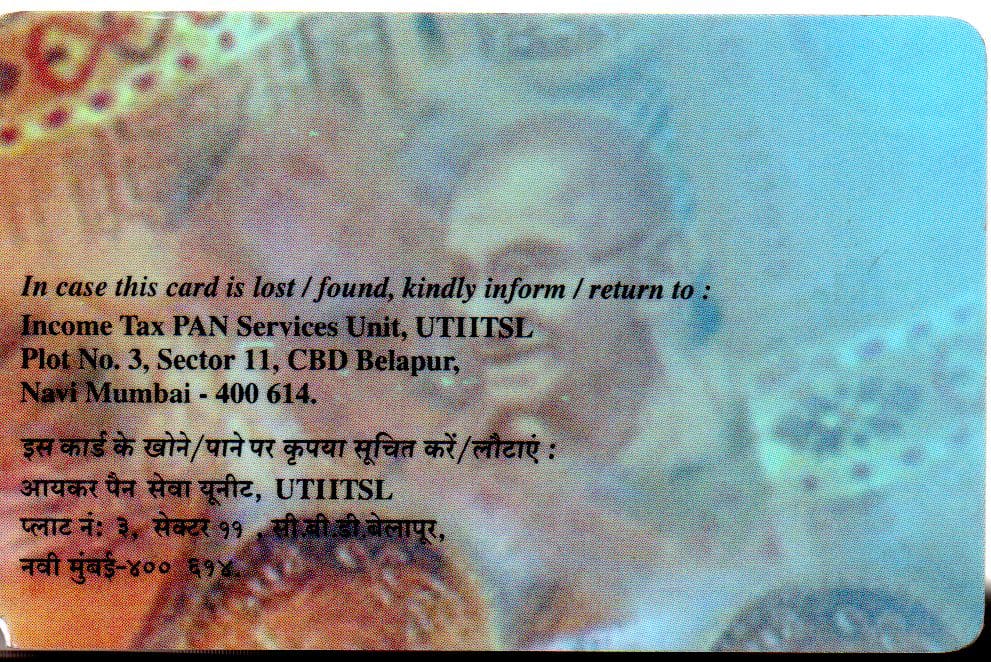 In case this card is lost / found, kindly inform / return to :
Income Tax PAN Services Unit, UTIITSL
Plot No. 3, Sector 11, CBD Belapur,
Navi Mumbai - 400 614.
इस कार्ड के खोने/पाने पर कृपया सूचित करें/लौटाएं :
आयकर पैन सेवा यूनीट, UTIITSL
प्लाट नं: ३, सेक्टर ११ , सी.बी.डी.बेलापूर,
नवी मुंबई-४०० ६१४.